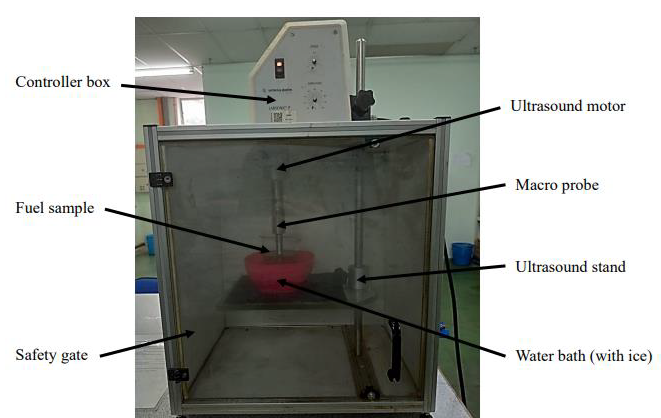 Controller box
Ultrasound motor
Macro probe
Fuel sample
Ultrasound stand
Safety gate
Water bath (with ice)